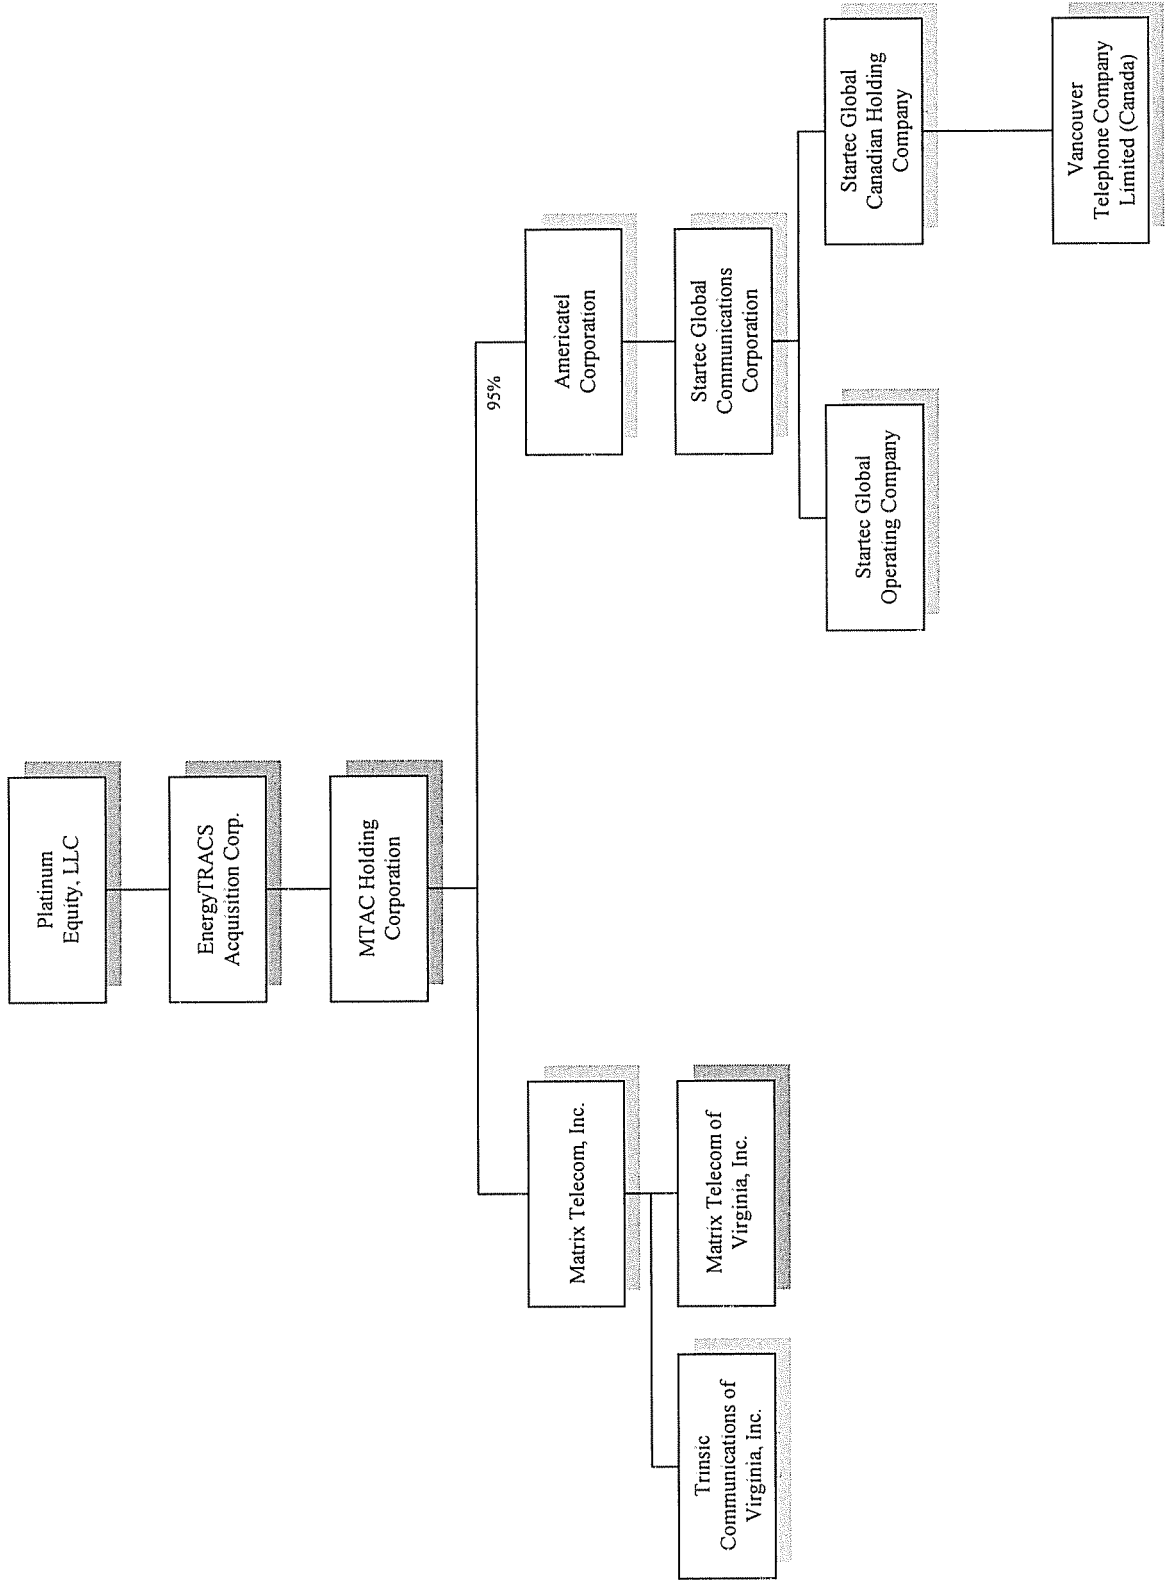 Platinum
Equity, LLC
EnergyTRACS
Acquisition Corp.
MTAC Holding
Corporation
95%
Matrix Telecom, Inc.
Americatel
Corporation
Trinsic
Communications of
Virginia, Inc.
Matrix Telecom of
Virginia, Inc.
Startec Global
Communications
Corporation
Startec Global
Operating Company
Startec Global
Canadian Holding
Company
Vancouver
Telephone Company
Limited (Canada)